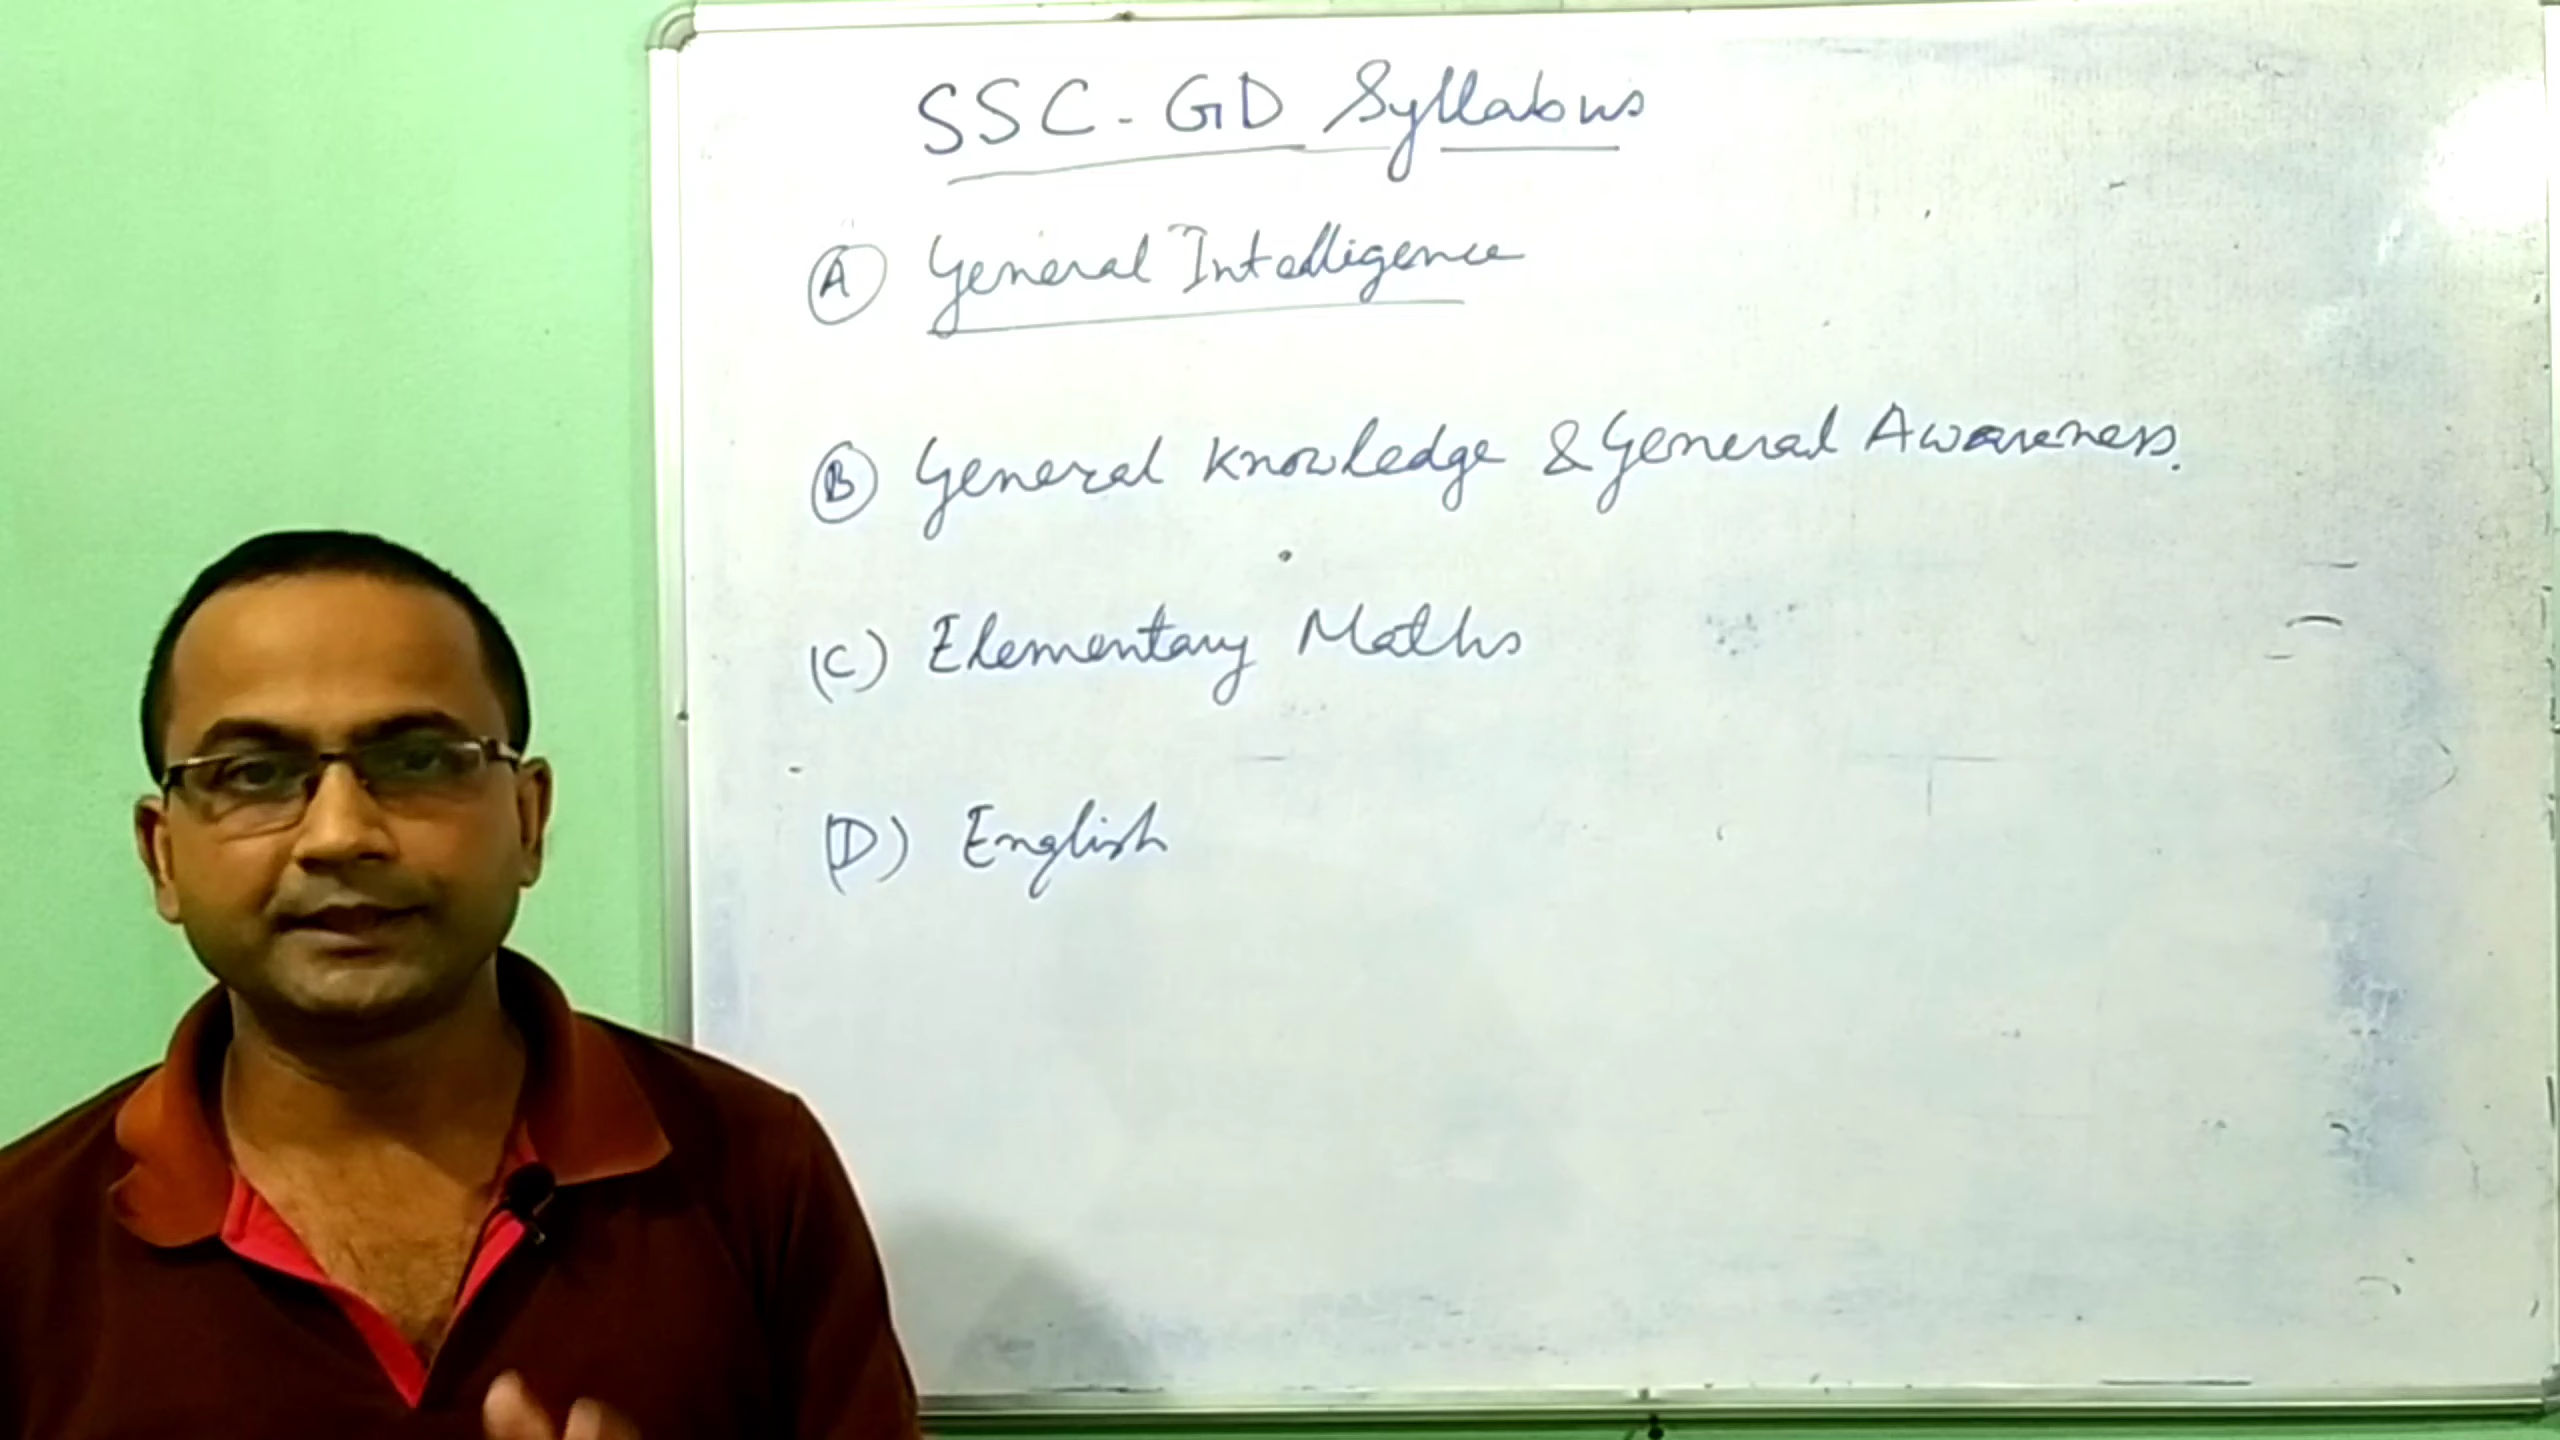 SSC-GD Syllabus
(A) General Intelligence
(B) General Knowledge & General Awareness.
(C) Elementary Maths
(D) English